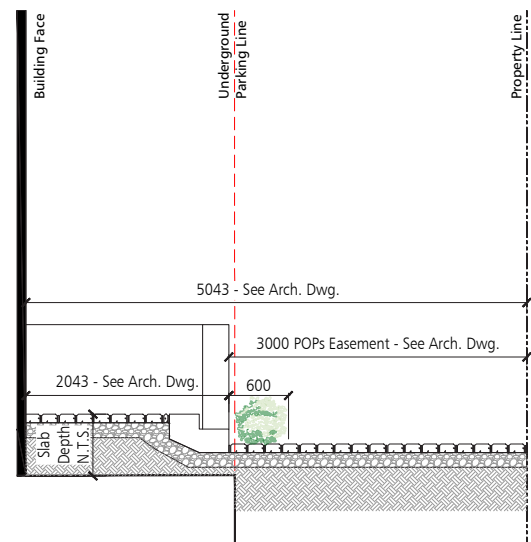 Building Face
Underground
Parking Line
Property Line
5043 - See Arch. Dwg.
3000 POPs Easement - See Arch. Dwg.
2043 - See Arch. Dwg.
600
Slab
Depth
N.T.S.